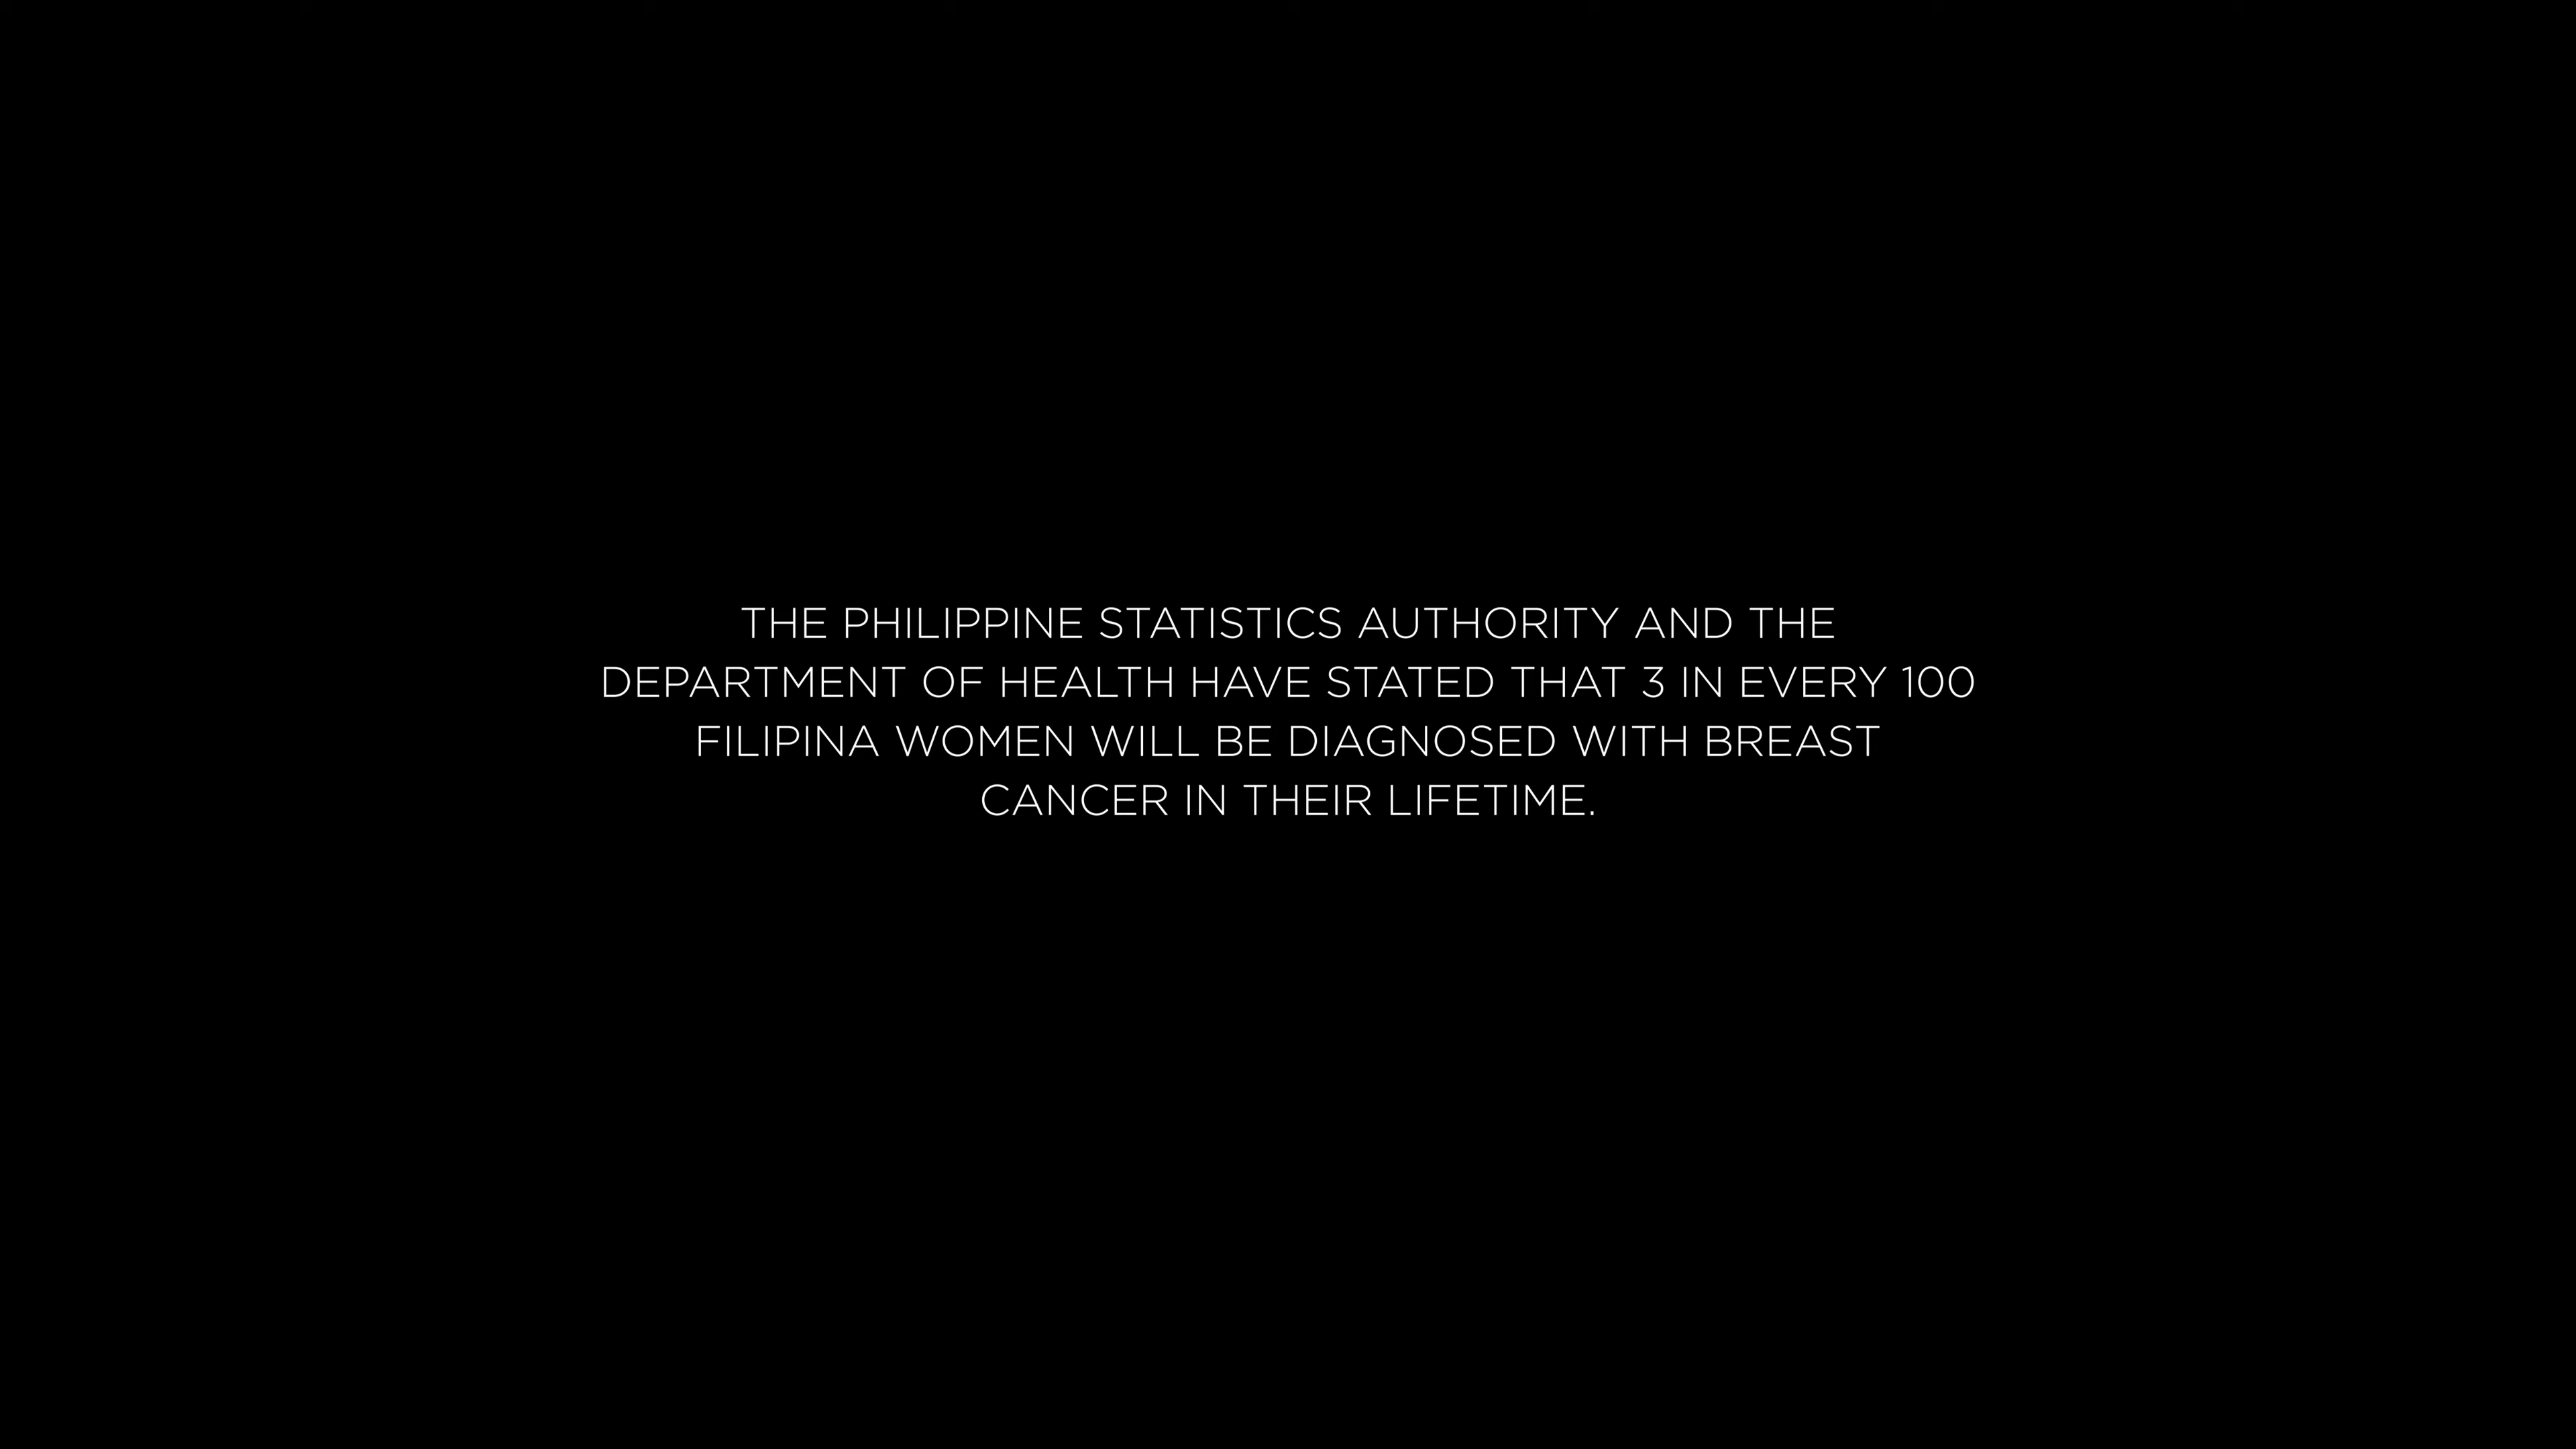 THE PHILIPPINE STATISTICS AUTHORITY AND THE
DEPARTMENT OF HEALTH HAVE STATED THAT 3 IN EVERY 100
FILIPINA WOMEN WILL BE DIAGNOSED WITH BREAST
CANCER IN THEIR LIFETIME.